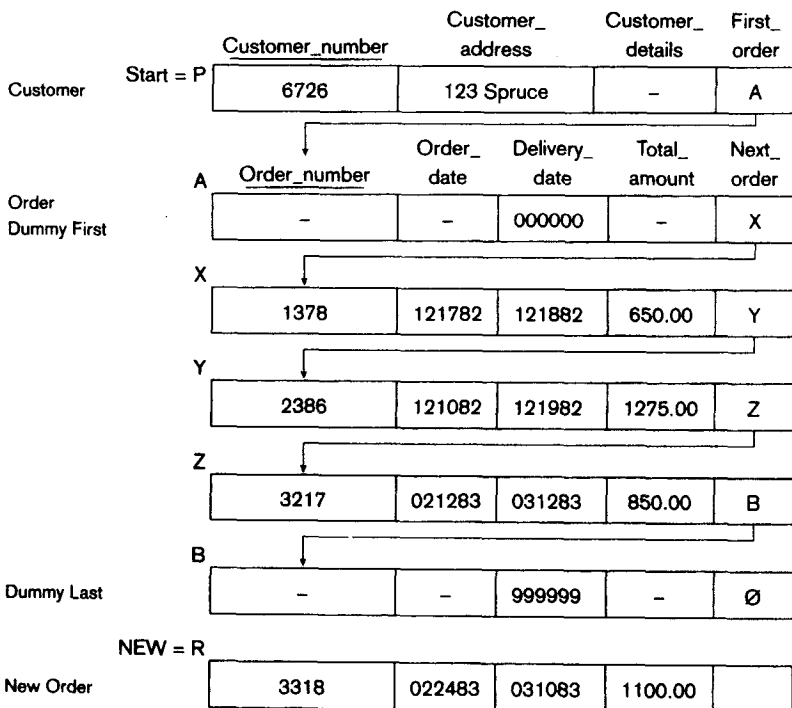 Customer_ Customer_ First_
Customer_number address details order
Start = P
Customer 6726 123 Spruce – A
Order_ Delivery_ Total_ Next_
A Order_number date date amount order
Order
Dummy First – – 000000 – X
X
1378 121782 121882 650.00 Y
Y
2386 121082 121982 1275.00 Z
Z
3217 021283 031283 850.00 B
B
Dummy Last – – 999999 – Ø
NEW = R
New Order 3318 022483 031083 1100.00